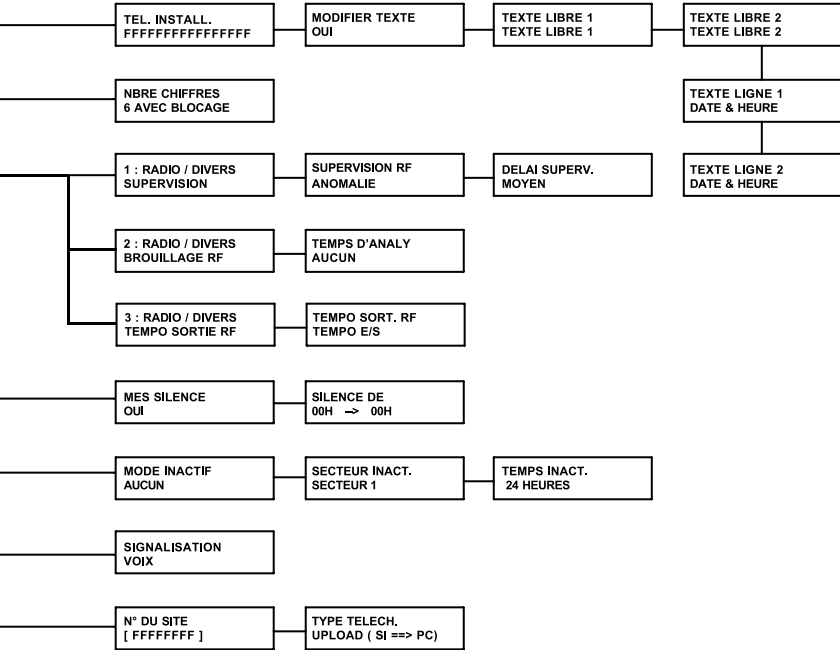 TEL. INSTALL.
FFFFFFFFFFFFFFFF
MODIFIER TEXTE
OUI
TEXTE LIBRE 1
TEXTE LIBRE 1
TEXTE LIBRE 2
TEXTE LIBRE 2
NBRE CHIFFRES
6 AVEC BLOCAGE
TEXTE LIGNE 1
DATE & HEURE
1 : RADIO / DIVERS
SUPERVISION
SUPERVISION RF
ANOMALIE
DELAI SUPERV.
MOYEN
TEXTE LIGNE 2
DATE & HEURE
2 : RADIO / DIVERS
BROUILLAGE RF
TEMPS D'ANALY
AUCUN
3 : RADIO / DIVERS
TEMPO SORTIE RF
TEMPO SORT. RF
TEMPO E/S
MES SILENCE
OUI
SILENCE DE
00H –> 00H
MODE INACTIF
AUCUN
SECTEUR INACT.
SECTEUR 1
TEMPS INACT.
24 HEURES
SIGNALISATION
VOIX
N° DU SITE
[ FFFFFFFF ]
TYPE TELECH.
UPLOAD ( SI ==> PC)